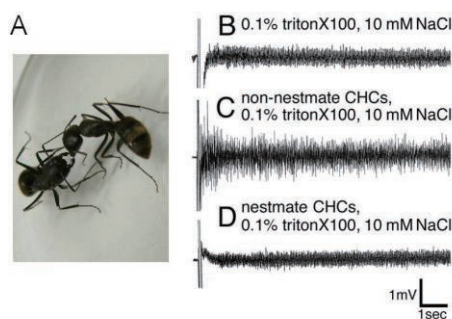 A
B 0.1% tritonX100, 10 mM NaCl
C non-nestmate CHCs,
0.1% tritonX100, 10 mM NaCl
D nestmate CHCs,
0.1% tritonX100, 10 mM NaCl
1mV
1sec